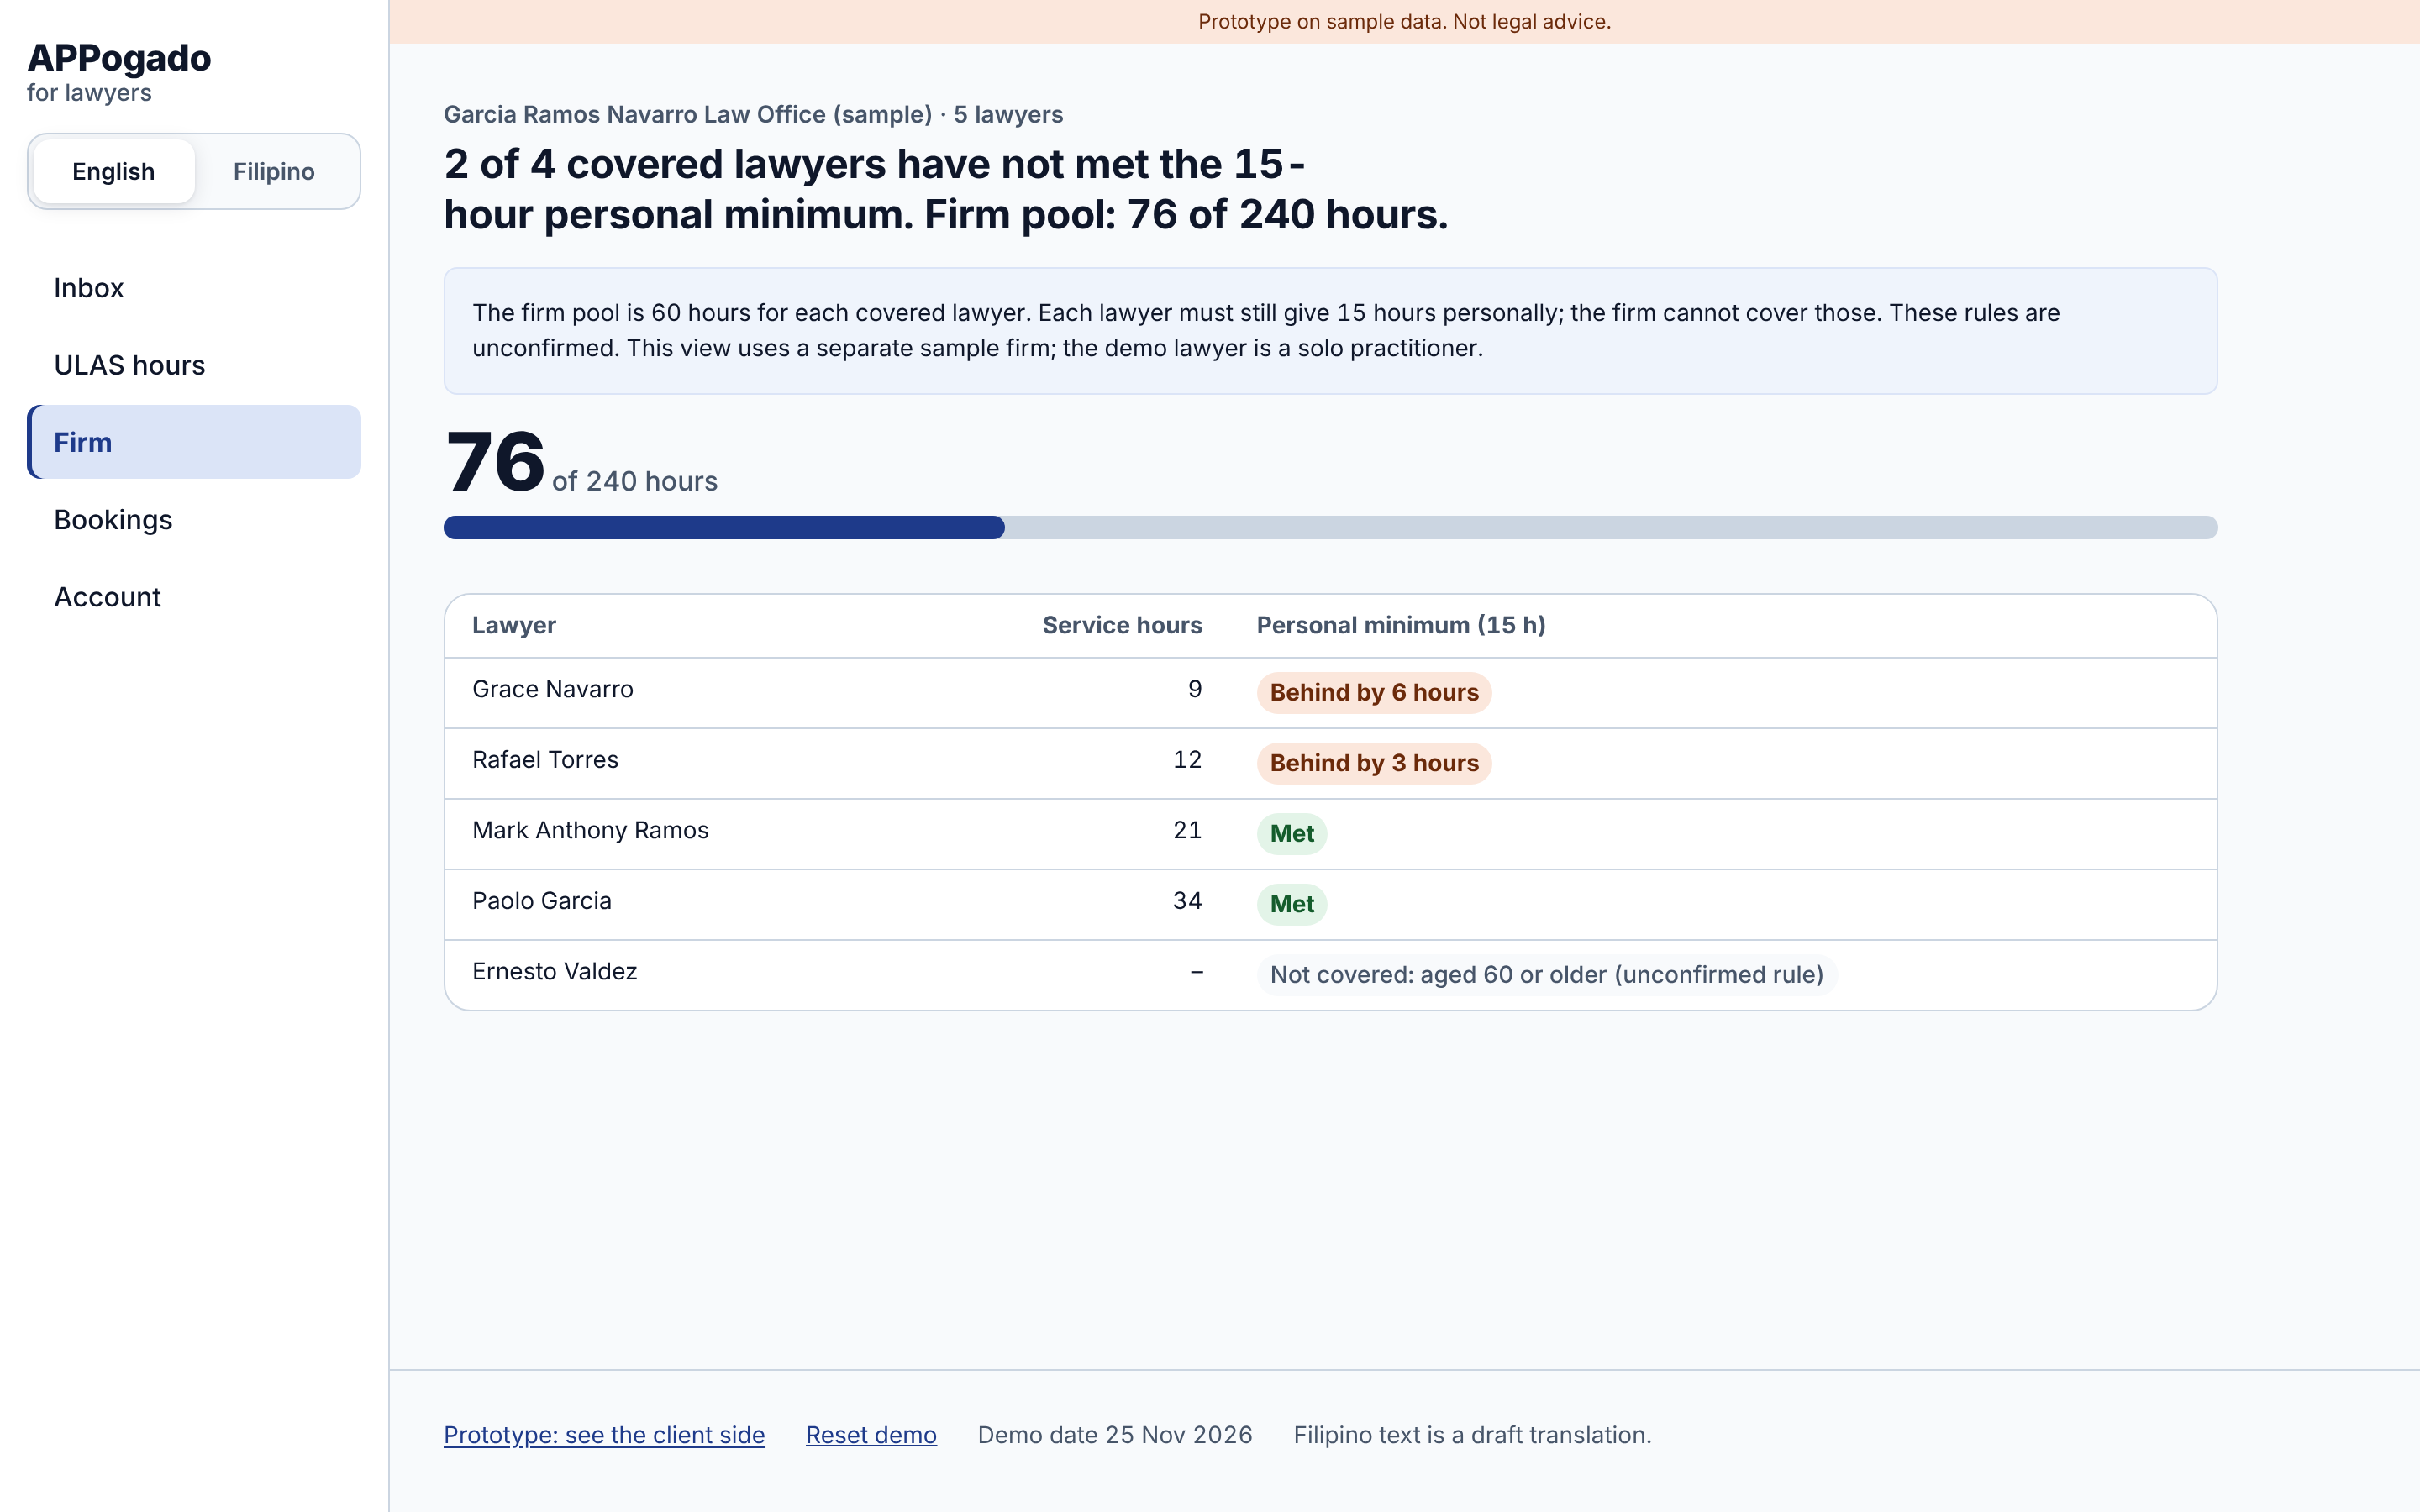 APPogado
for lawyers
English
Filipino
Inbox
ULAS hours
Firm
Bookings
Account
Prototype on sample data. Not legal advice.
Garcia Ramos Navarro Law Office (sample) · 5 lawyers
2 of 4 covered lawyers have not met the 15-
hour personal minimum. Firm pool: 76 of 240 hours.
The firm pool is 60 hours for each covered lawyer. Each lawyer must still give 15 hours personally; the firm cannot cover those. These rules are
unconfirmed. This view uses a separate sample firm; the demo lawyer is a solo practitioner.
76 of 240 hours
Lawyer Service hours Personal minimum (15 h)
Grace Navarro 9 Behind by 6 hours
Rafael Torres 12 Behind by 3 hours
Mark Anthony Ramos 21 Met
Paolo Garcia 34 Met
Ernesto Valdez – Not covered: aged 60 or older (unconfirmed rule)
Prototype: see the client side Reset demo Demo date 25 Nov 2026 Filipino text is a draft translation.